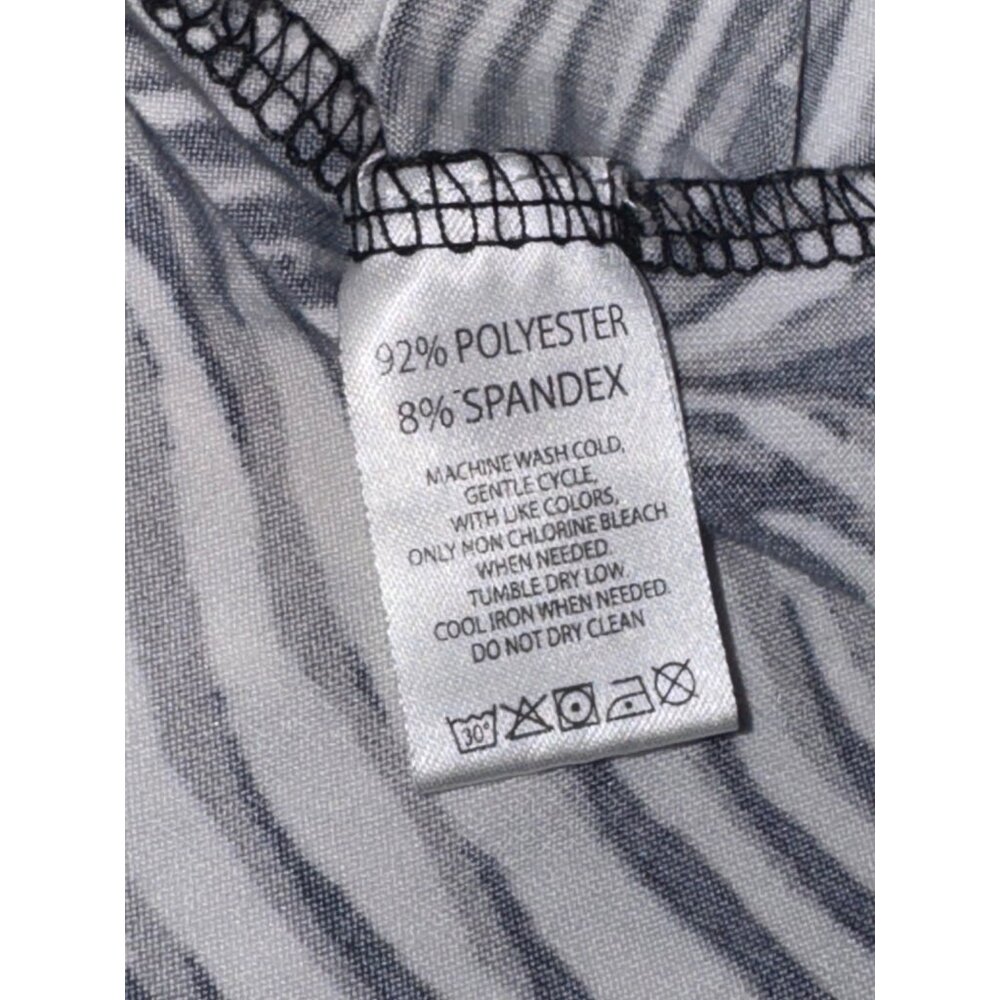 92% POLYESTER
8% SPANDEX
MACHINE WASH COLD,
GENTLE CYCLE,
WITH LIKE COLORS,
ONLY NON CHLORINE BLEACH
WHEN NEEDED.
TUMBLE DRY LOW
COOL IRON WHEN NEEDED.
DO NOT DRY CLEAN
30°